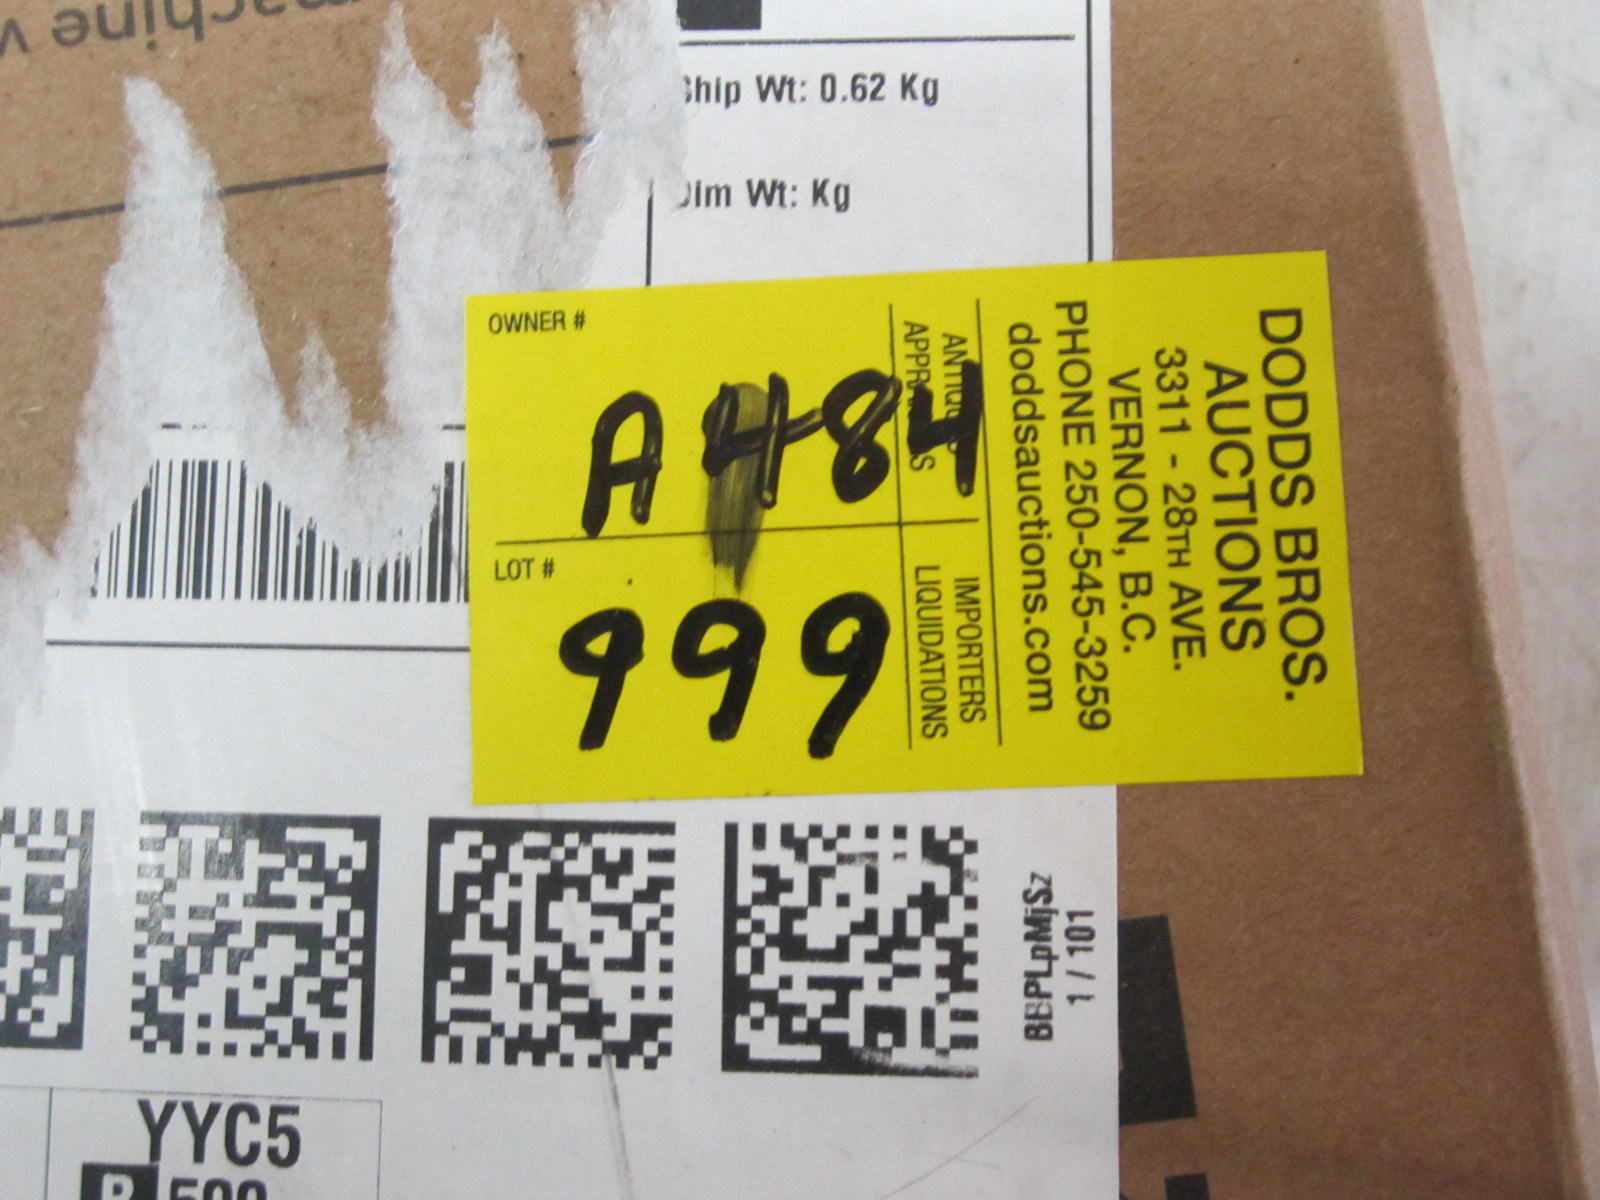 machine
Ship Wt: 0.62 Kg
Dim Wt: Kg
OWNER #
A484
LOT #
999
IMPORTERS
LIQUIDATIONS
DODDS BROS.
AUCTIONS
3311 - 28TH AVE.
VERNON, B.C.
PHONE 250-545-3259
doddsauctions.com
1 / 101
YYC5